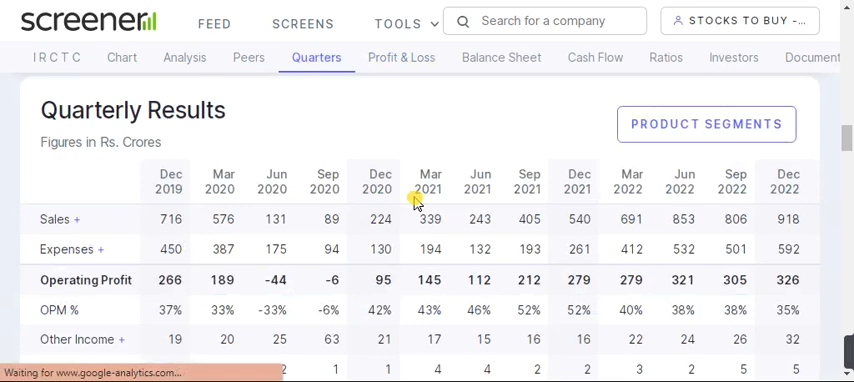 screener FEED SCREENS TOOLS Search for a company STOCKS TO BUY -...
IRCTC Chart Analysis Peers Quarters Profit & Loss Balance Sheet Cash Flow Ratios Investors Document
Quarterly Results
PRODUCT SEGMENTS
Figures in Rs. Crores
Dec 2019 Mar 2020 Jun 2020 Sep 2020 Dec 2020 Mar 2021 Jun 2021 Sep 2021 Dec 2021 Mar 2022 Jun 2022 Sep 2022 Dec 2022
Sales + 716 576 131 89 224 339 243 405 540 691 853 806 918
Expenses + 450 387 175 94 130 194 132 193 261 412 532 501 592
Operating Profit 266 189 -44 -6 95 145 112 212 279 279 321 305 326
OPM % 37% 33% -33% -6% 42% 43% 46% 52% 52% 40% 38% 38% 35%
Other Income + 19 20 25 63 21 17 15 16 16 22 24 26 32
2 1 1 4 4 2 2 3 2 5 5
Waiting for www.google-analytics.com...